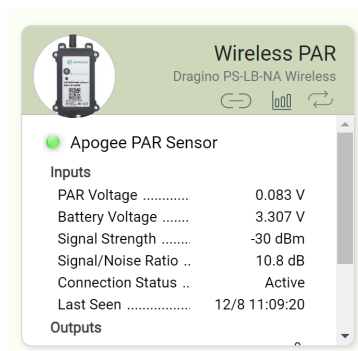 Wireless PAR
Dragino PS-LB-NA Wireless
Apogee PAR Sensor
Inputs
PAR Voltage ............ 0.083 V
Battery Voltage ....... 3.307 V
Signal Strength ........ -30 dBm
Signal/Noise Ratio .. 10.8 dB
Connection Status .. Active
Last Seen ................ 12/8 11:09:20
Outputs